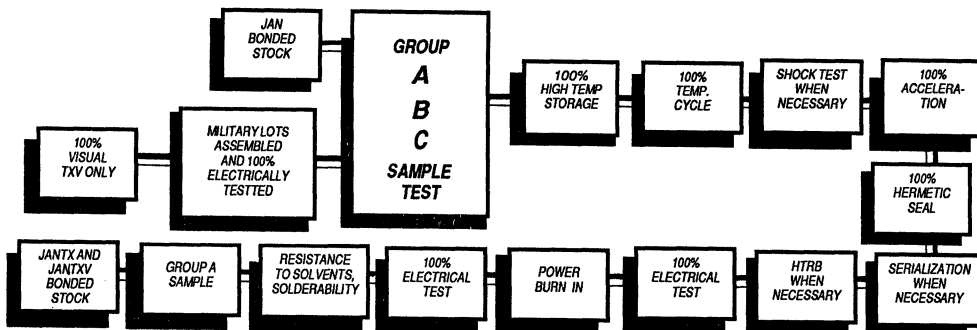 JAN
BONDED
STOCK
GROUP
A
B
C
SAMPLE
TEST
100%
HIGH TEMP
STORAGE
100%
TEMP.
CYCLE
SHOCK TEST
WHEN
NECESSARY
100%
ACCELERA-
TION
100%
VISUAL
TXV ONLY
MILITARY LOTS
ASSEMBLED
AND 100%
ELECTRICALLY
TESTTED
100%
HERMETIC
SEAL
JANTX AND
JANTXV
BONDED
STOCK
GROUP A
SAMPLE
RESISTANCE
TO SOLVENTS,
SOLDERABILITY
100%
ELECTRICAL
TEST
POWER
BURN IN
100%
ELECTRICAL
TEST
HTRB
WHEN
NECESSARY
SERIALIZATION
WHEN
NECESSARY